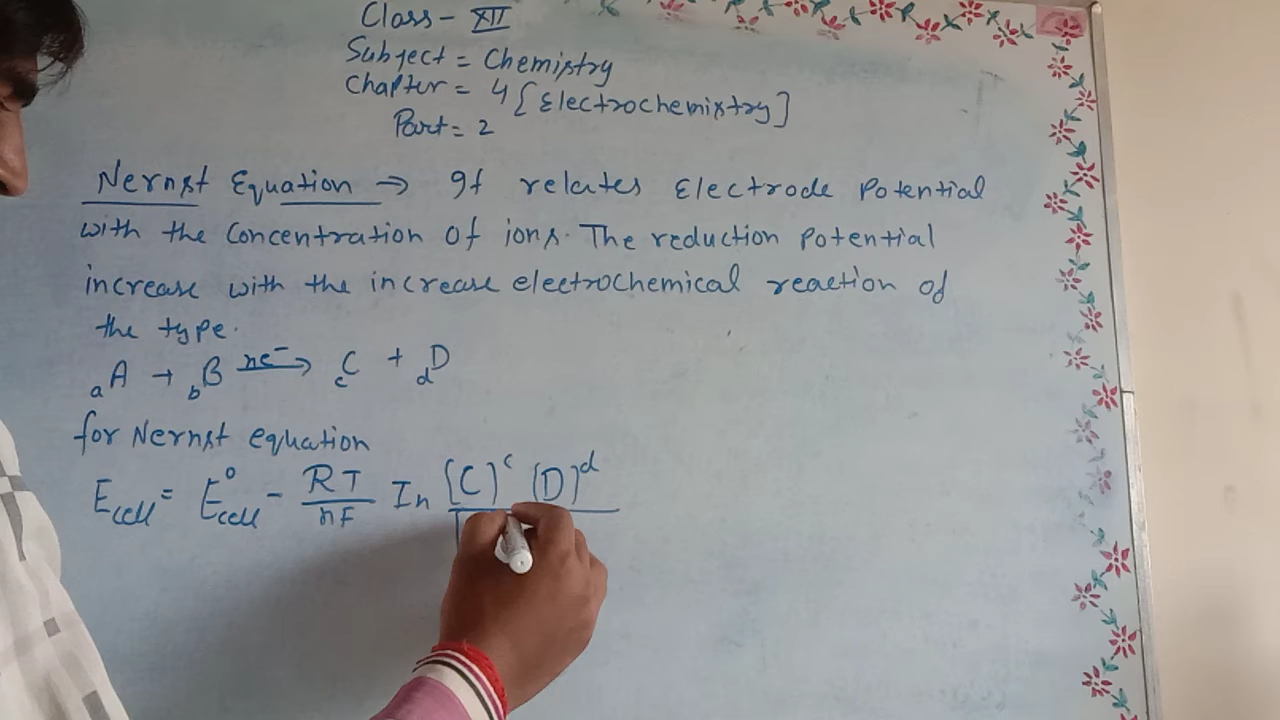 Class - XII
Subject = Chemistry
Chapter = 4 [Electrochemistry]
Part = 2
Nernst Equation → It relates Electrode Potential
with the Concentration of ions. The reduction Potential
increase with the increase electrochemical reaction of
the type.
aA + bB ne⁻→ cC + dD
for Nernst equation
Ecell = E⁰cell - RT/nF In [C]ᶜ [D]ᵈ